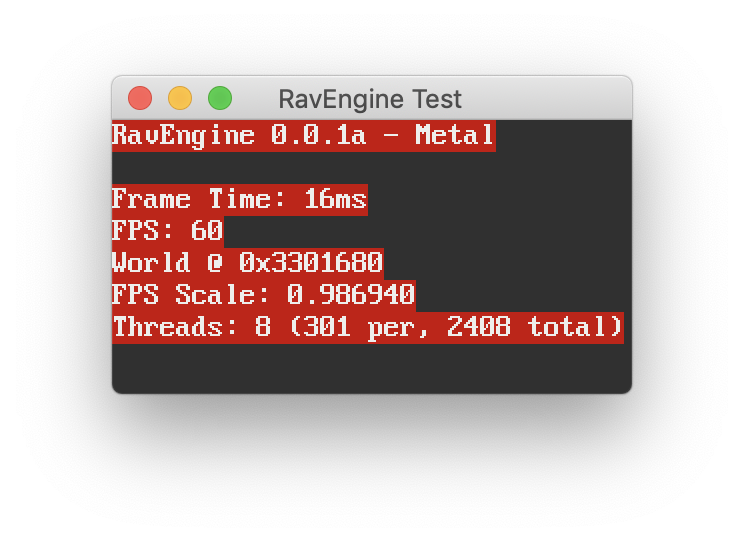 RavEngine Test
RavEngine 0.0.1a - Metal
Frame Time: 16ms
FPS: 60
World @ 0x3301680
FPS Scale: 0.986940
Threads: 8 (301 per, 2408 total)